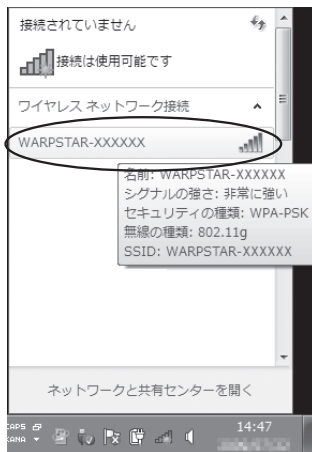 接続されていません
接続は使用可能です
ワイヤレス ネットワーク接続
WARPSTAR-XXXXXX
名前: WARPSTAR-XXXXXX
シグナルの強さ: 非常に強い
セキュリティの種類: WPA-PSK
無線の種類: 802.11g
SSID: WARPSTAR-XXXXXX
ネットワークと共有センターを開く
CAPS
KANA
14:47